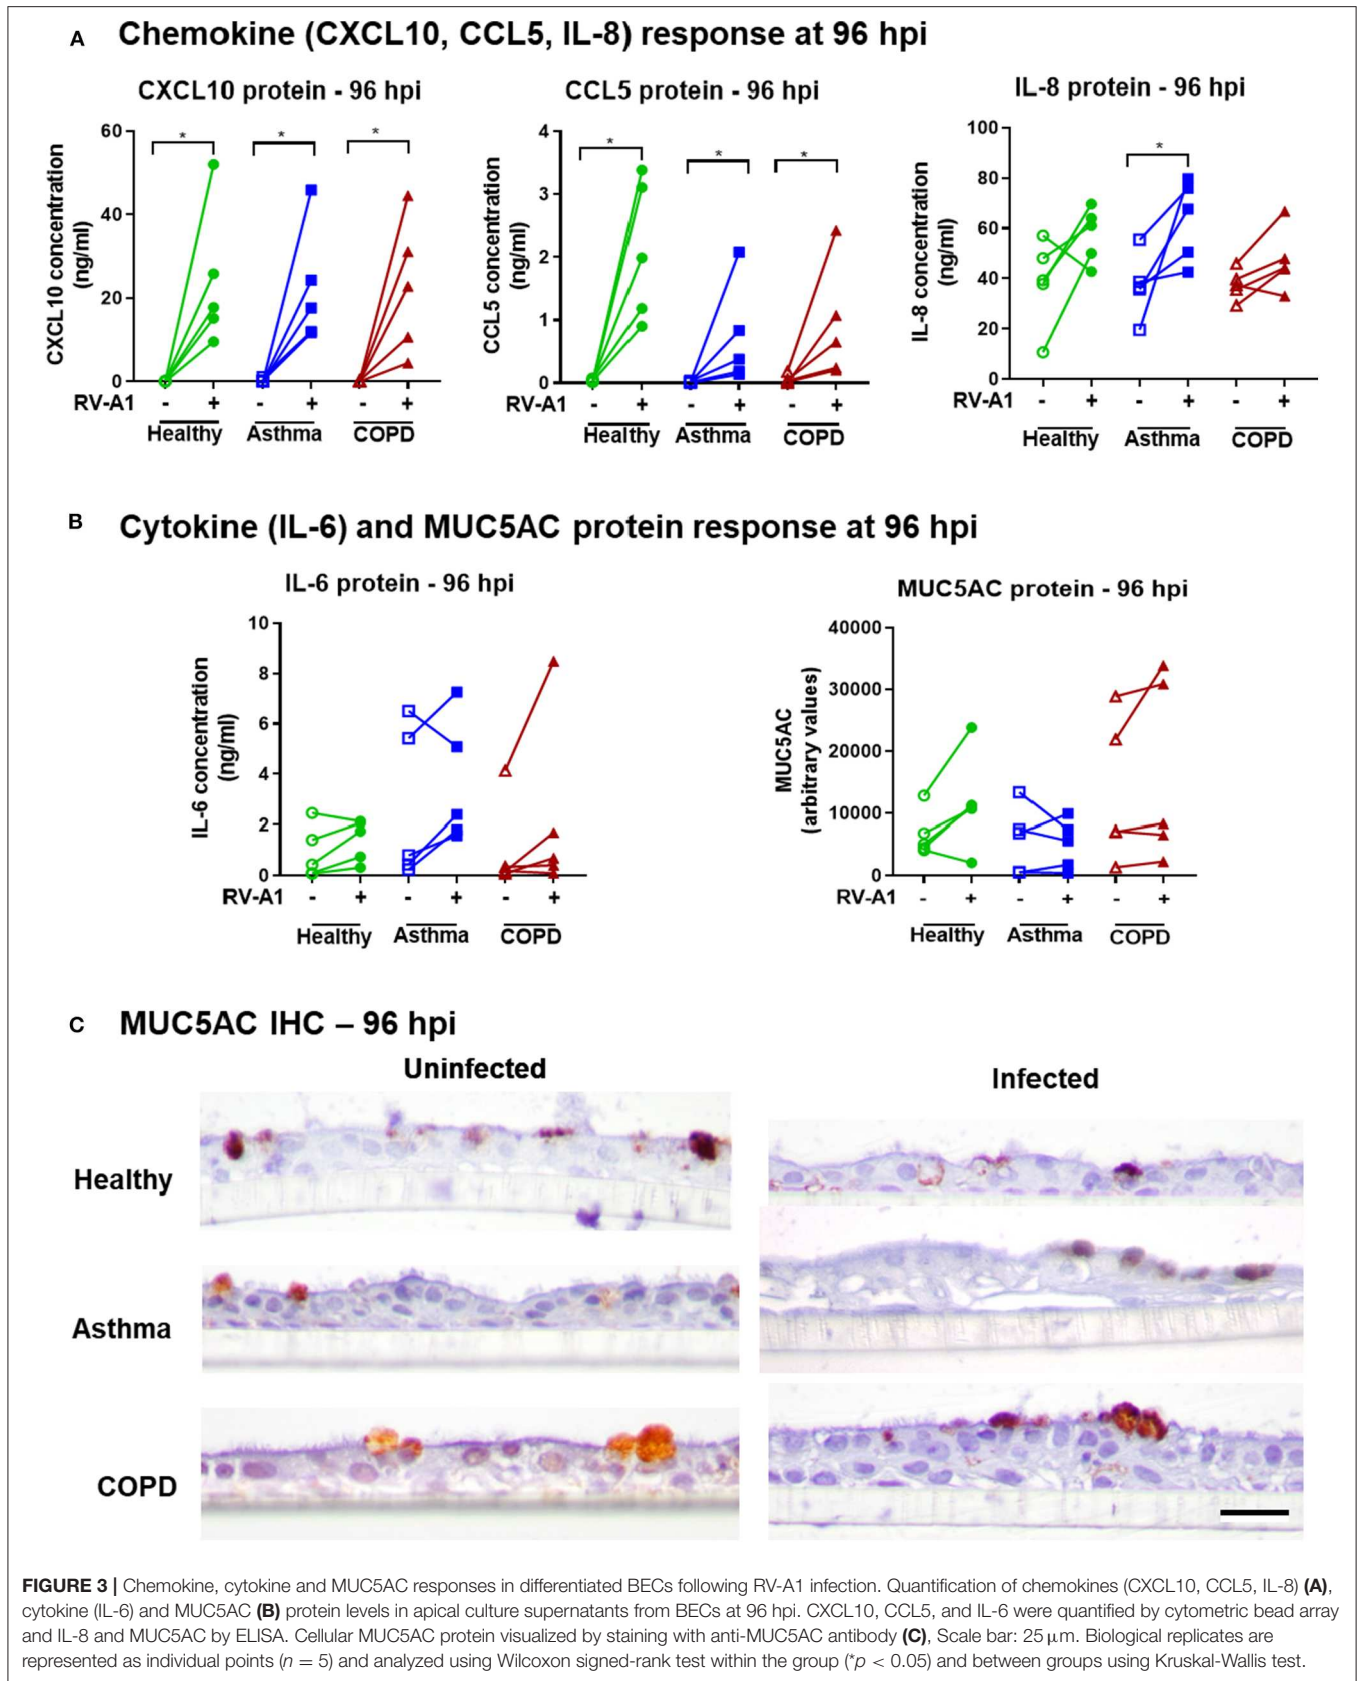 A Chemokine (CXCL10, CCL5, IL-8) response at 96 hpi
CXCL10 protein - 96 hpi
CXCL10 concentration
(ng/ml)
60
40
20
0
*
*
*
RV-A1 - + - + - +
Healthy Asthma COPD
CCL5 protein - 96 hpi
CCL5 concentration
(ng/ml)
4
3
2
1
0
*
*
*
RV-A1 - + - + - +
Healthy Asthma COPD
IL-8 protein - 96 hpi
IL-8 concentration
(ng/ml)
100
80
60
40
20
0
*
RV-A1 - + - + - +
Healthy Asthma COPD
B Cytokine (IL-6) and MUC5AC protein response at 96 hpi
IL-6 protein - 96 hpi
IL-6 concentration
(ng/ml)
10
8
6
4
2
0
RV-A1 - + - + - +
Healthy Asthma COPD
MUC5AC protein - 96 hpi
MUC5AC
(arbitrary values)
40000
30000
20000
10000
0
RV-A1 - + - + - +
Healthy Asthma COPD
C MUC5AC IHC – 96 hpi
Uninfected
Infected
Healthy
Asthma
COPD
FIGURE 3 | Chemokine, cytokine and MUC5AC responses in differentiated BECs following RV-A1 infection. Quantification of chemokines (CXCL10, CCL5, IL-8) (A),
cytokine (IL-6) and MUC5AC (B) protein levels in apical culture supernatants from BECs at 96 hpi. CXCL10, CCL5, and IL-6 were quantified by cytometric bead array
and IL-8 and MUC5AC by ELISA. Cellular MUC5AC protein visualized by staining with anti-MUC5AC antibody (C), Scale bar: 25 μm. Biological replicates are
represented as individual points (n = 5) and analyzed using Wilcoxon signed-rank test within the group (*p < 0.05) and between groups using Kruskal-Wallis test.